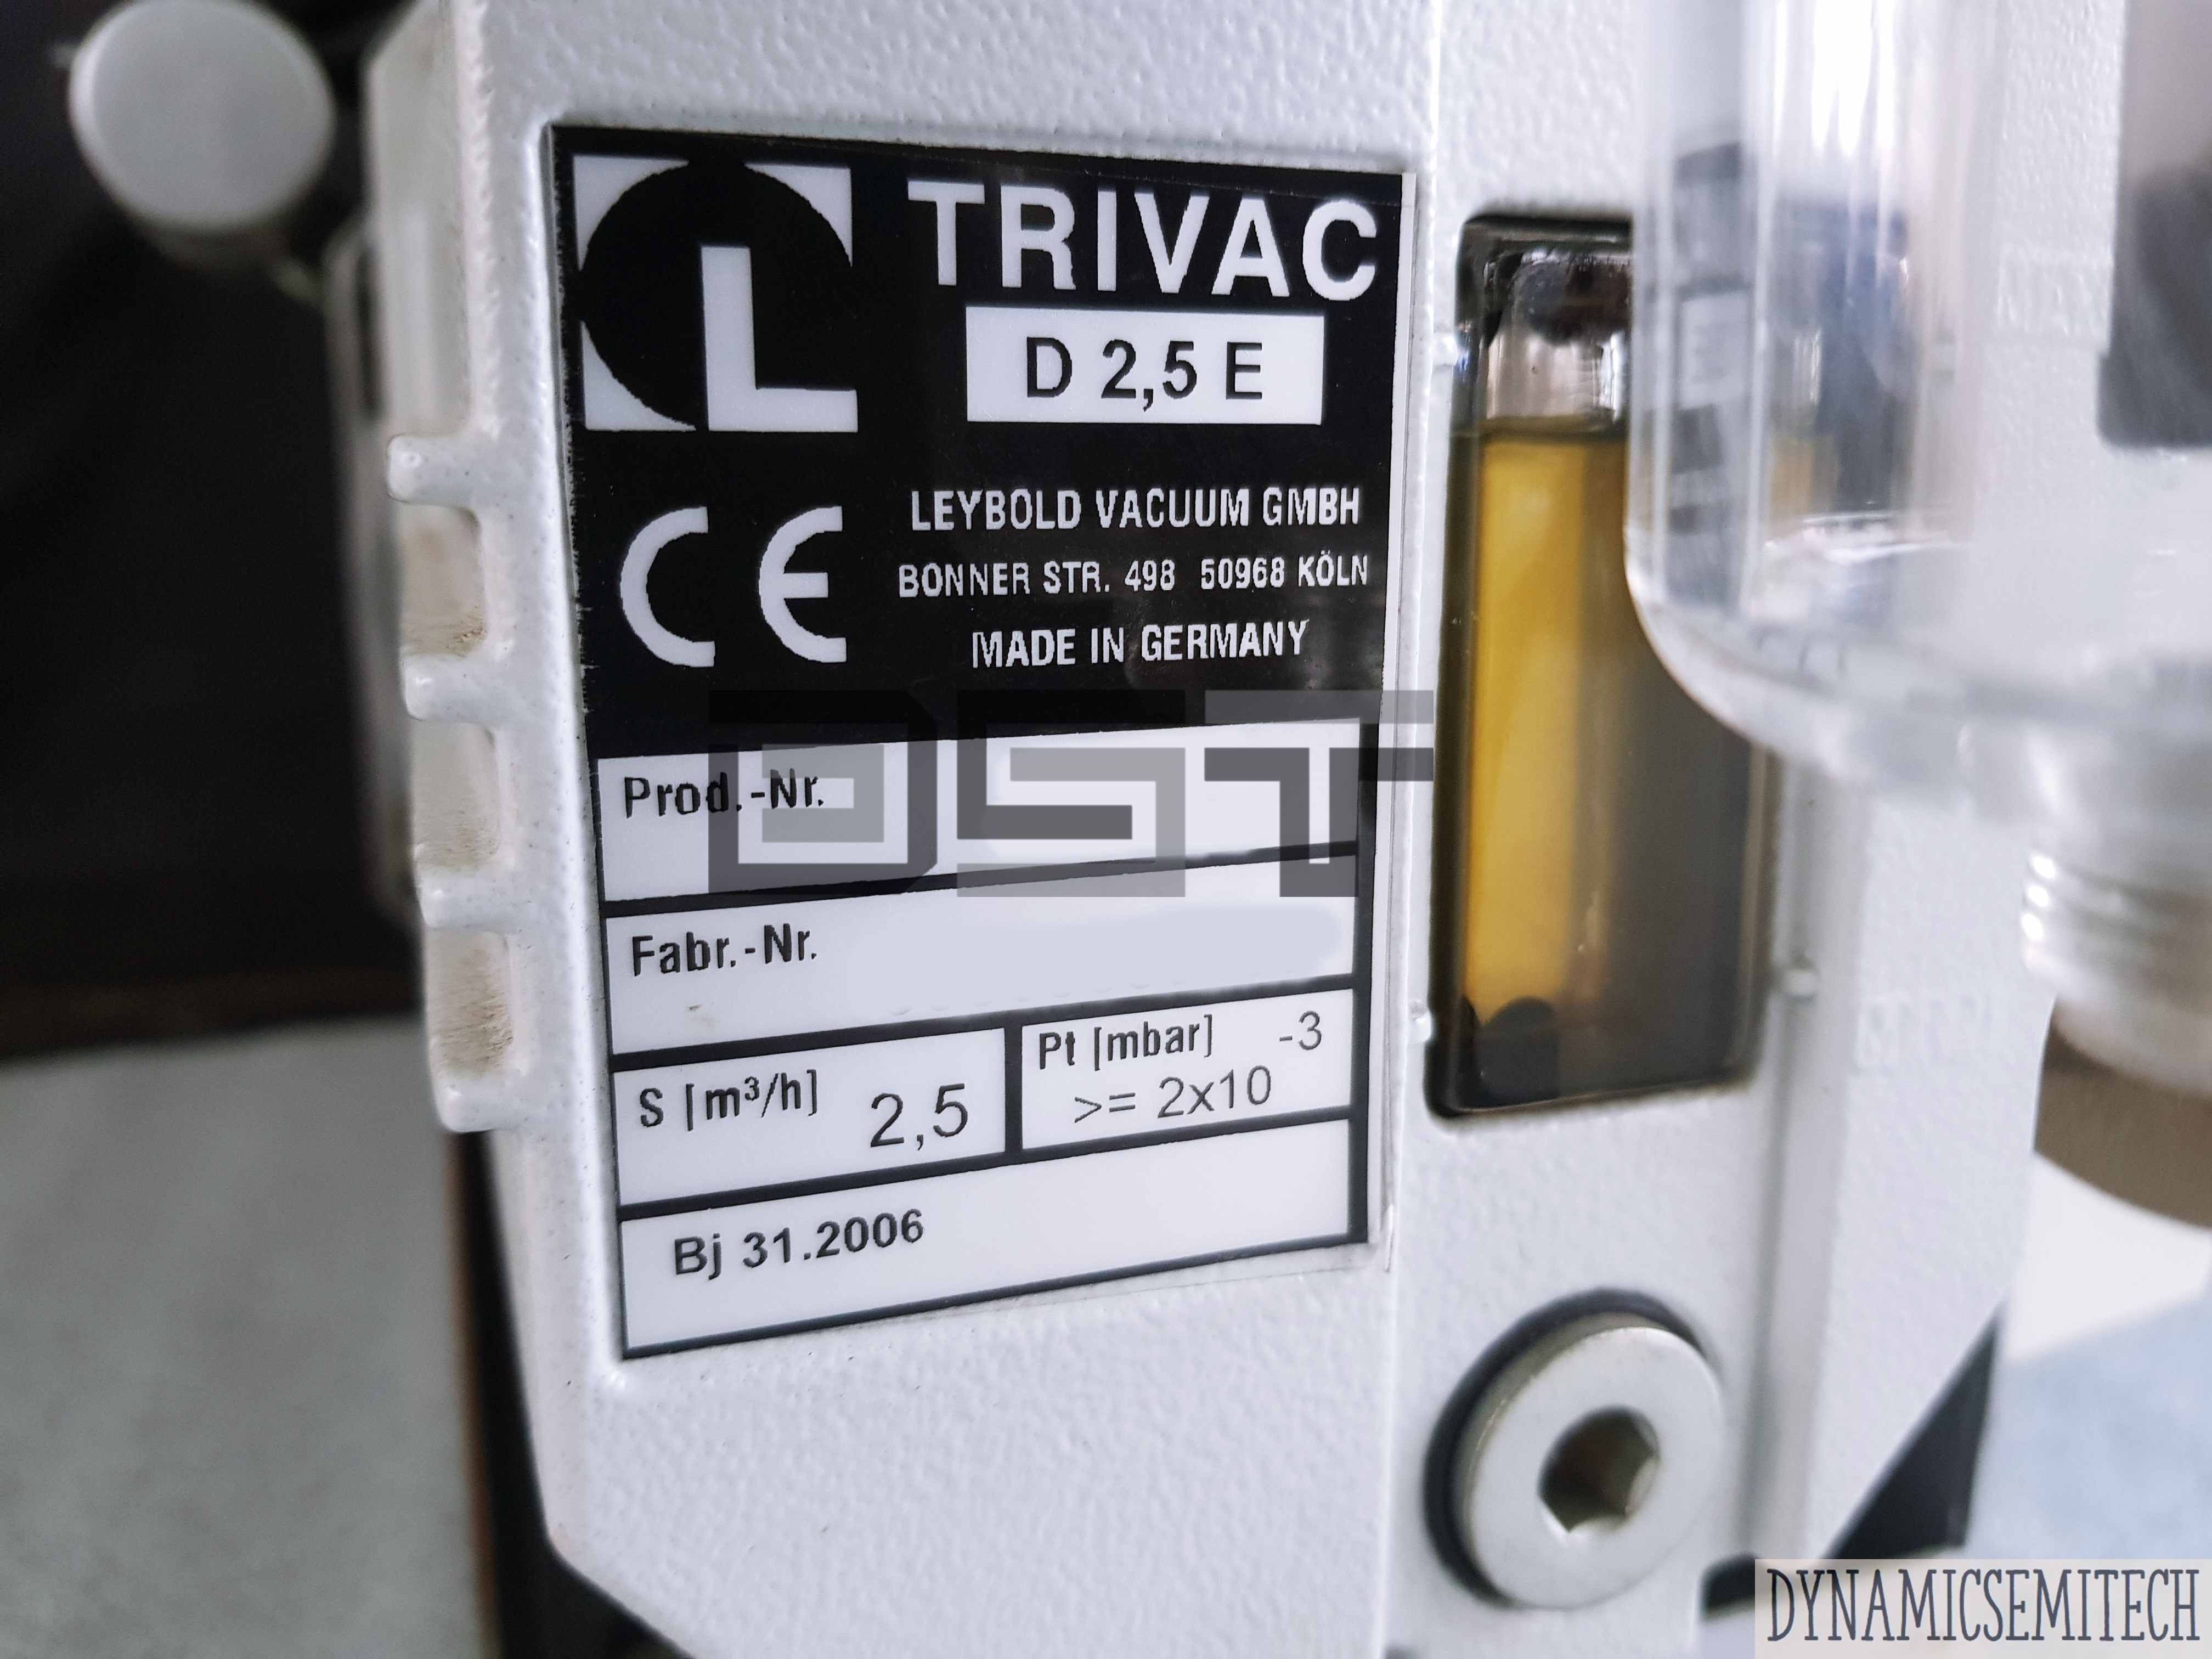 L
TRIVAC
D 2,5 E
CE
LEYBOLD VACUUM GMBH
BONNER STR. 498 50968 KÖLN
MADE IN GERMANY
DST
Prod.-Nr.
Fabr.-Nr.
S [m³/h] 2,5
Pt [mbar] -3
>= 2x10
Bj 31.2006
DYNAMICSEMITECH